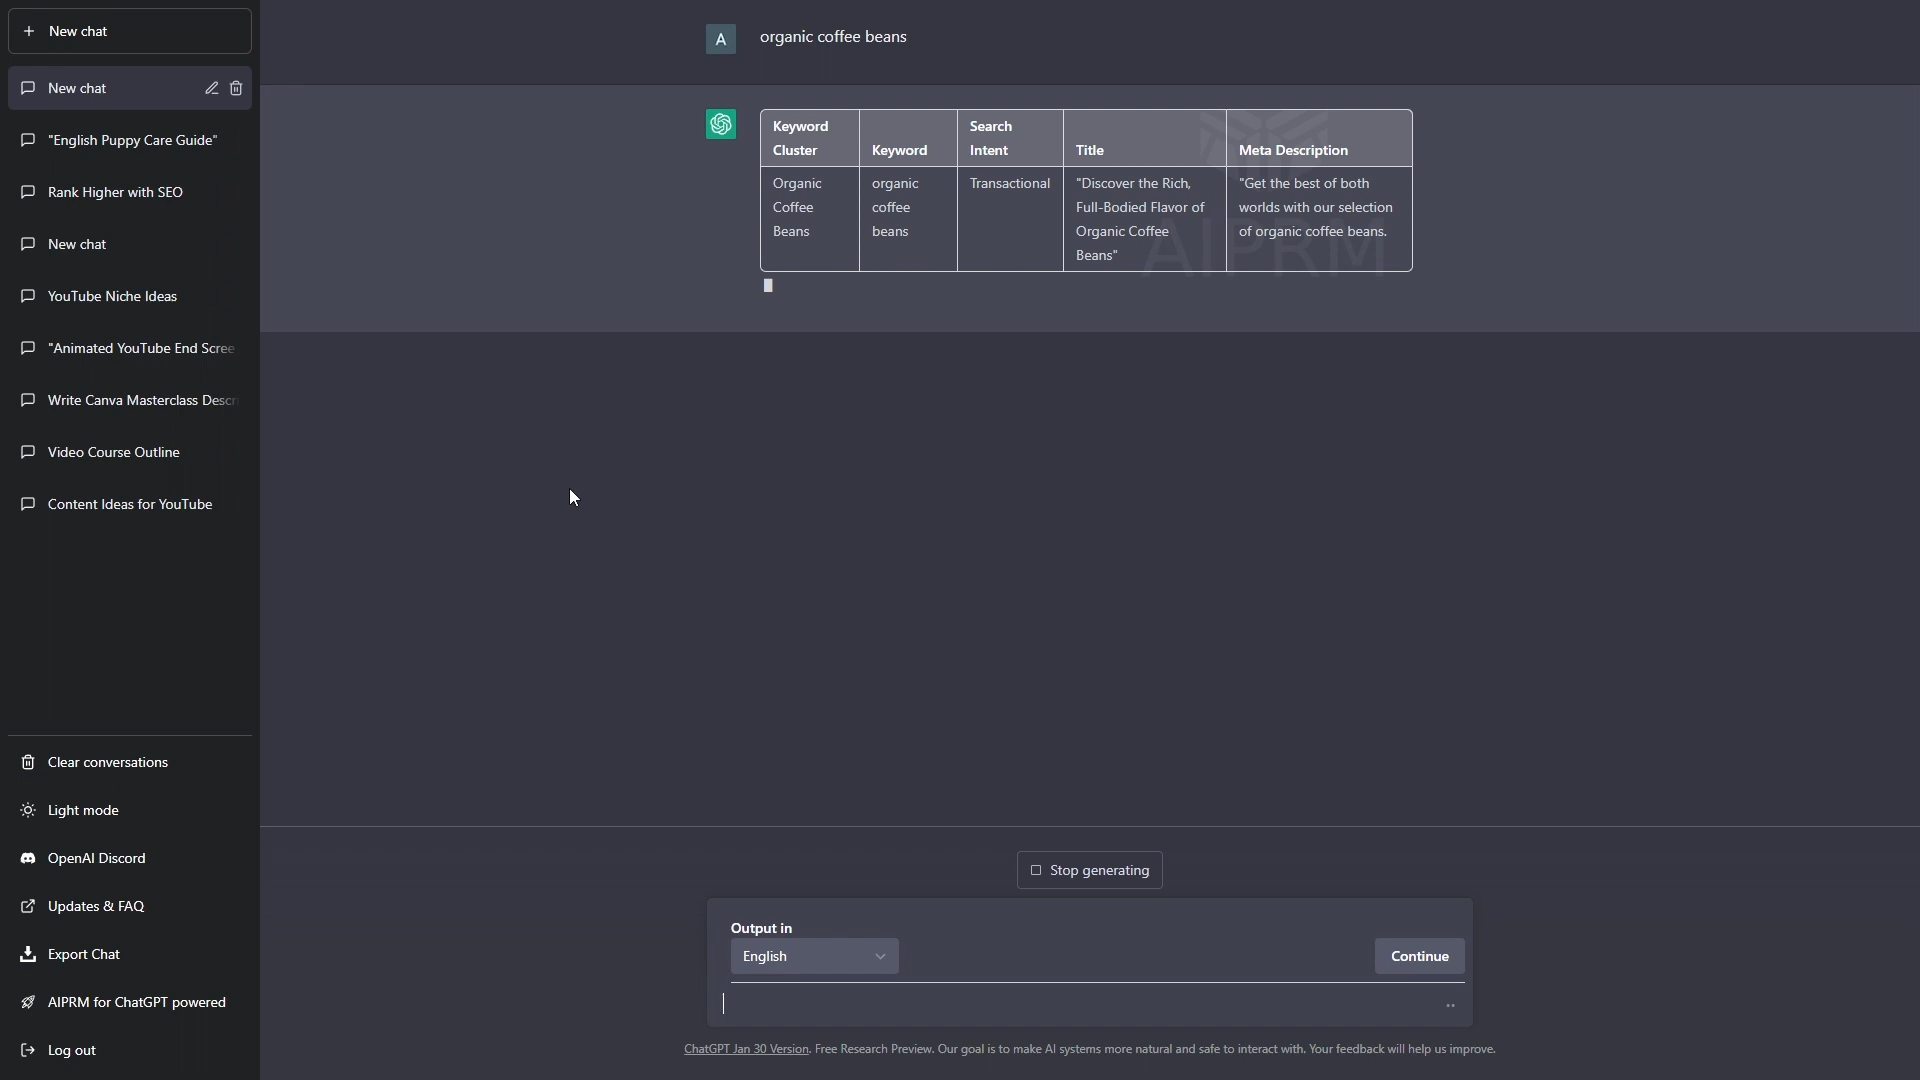 New chat
New chat
"English Puppy Care Guide"
Rank Higher with SEO
New chat
YouTube Niche Ideas
"Animated YouTube End Scree
Write Canva Masterclass Descr
Video Course Outline
Content Ideas for YouTube
Clear conversations
Light mode
OpenAI Discord
Updates & FAQ
Export Chat
AIPRM for ChatGPT powered
Log out
A
organic coffee beans
Keyword
Cluster
Keyword
Search
Intent
Title
Meta Description
Organic
Coffee
Beans
organic
coffee
beans
Transactional
"Discover the Rich,
Full-Bodied Flavor of
Organic Coffee
Beans"
"Get the best of both
worlds with our selection
of organic coffee beans.
AIPRM
Stop generating
Output in
English
Continue
ChatGPT Jan 30 Version. Free Research Preview. Our goal is to make AI systems more natural and safe to interact with. Your feedback will help us improve.